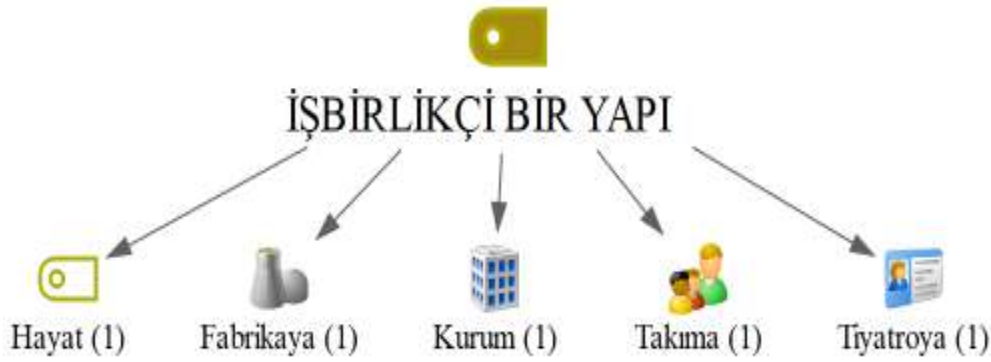 İŞBİRLİKÇİ BİR YAPI
Hayat (1) Fabrikaya (1) Kurum (1) Takıma (1) Tiyatroya (1)